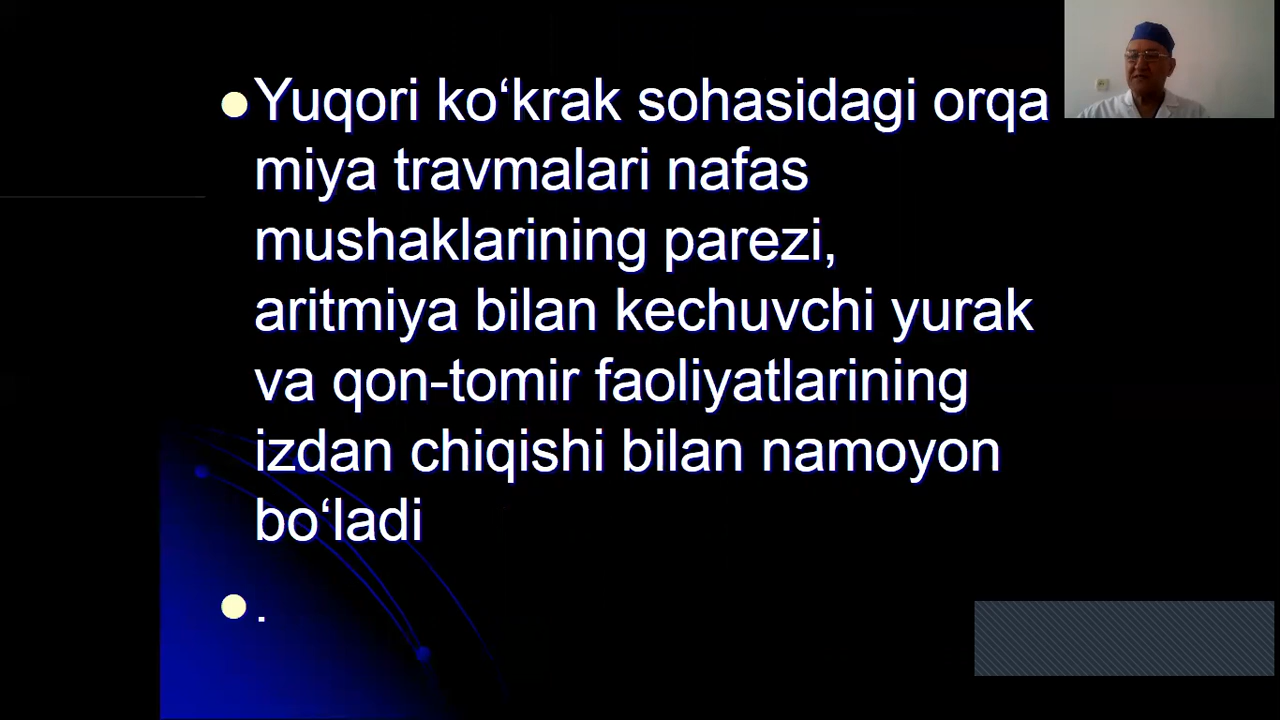 Yuqori ko‘krak sohasidagi orqa
miya travmalari nafas
mushaklarining parezi,
aritmiya bilan kechuvchi yurak
va qon-tomir faoliyatlarining
izdan chiqishi bilan namoyon
bo‘ladi
.